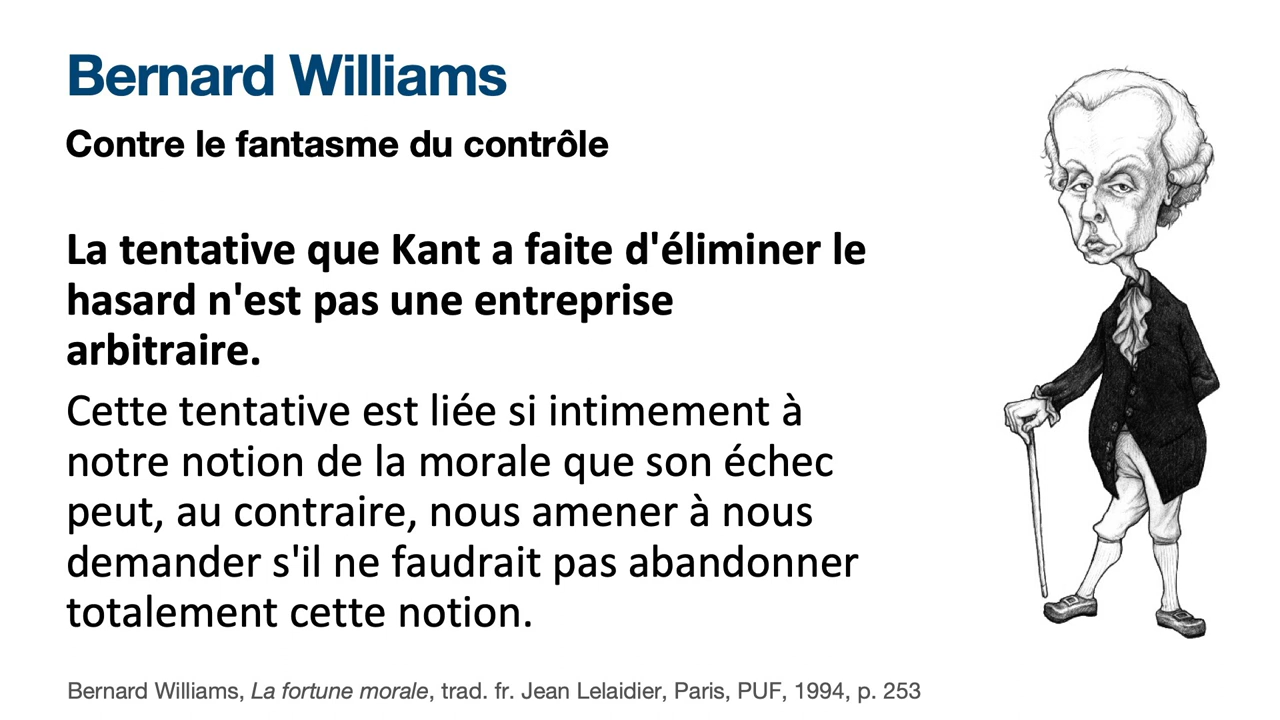 Bernard Williams
Contre le fantasme du contrôle
La tentative que Kant a faite d'éliminer le
hasard n'est pas une entreprise
arbitraire.
Cette tentative est liée si intimement à
notre notion de la morale que son échec
peut, au contraire, nous amener à nous
demander s'il ne faudrait pas abandonner
totalement cette notion.
Bernard Williams, La fortune morale, trad. fr. Jean Lelaidier, Paris, PUF, 1994, p. 253